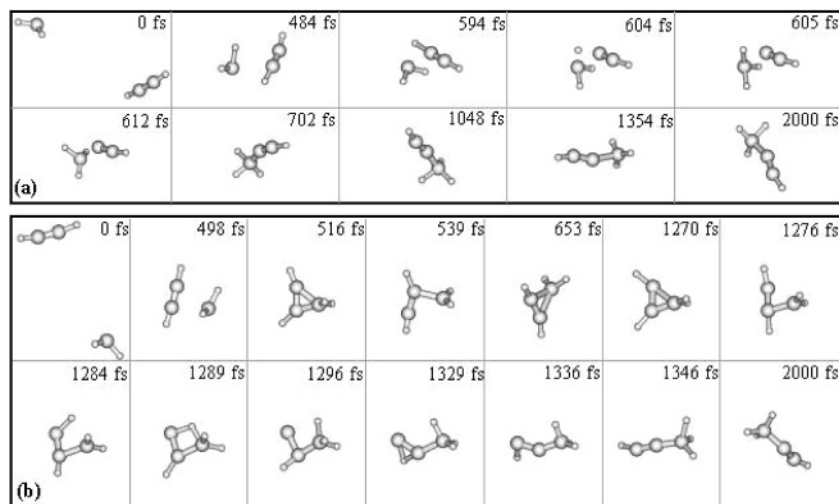 0 fs 484 fs 594 fs 604 fs 605 fs
612 fs 702 fs 1048 fs 1354 fs 2000 fs
(a)
0 fs 498 fs 516 fs 539 fs 653 fs 1270 fs 1276 fs
1284 fs 1289 fs 1296 fs 1329 fs 1336 fs 1346 fs 2000 fs
(b)